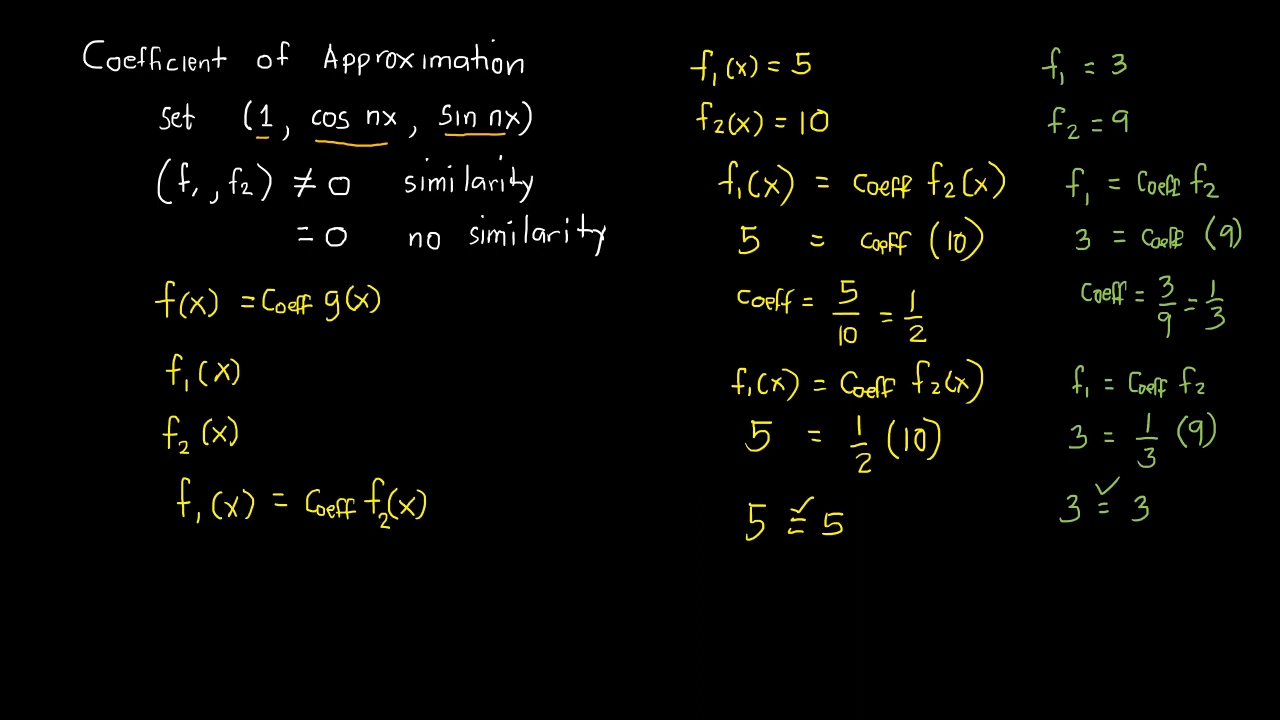 Coefficient of Approximation
set (1, cos nx, sin nx)
(f₁, f₂) ≠ 0 similarity
= 0 no similarity
f(x) = Coeff g(x)
f₁(x)
f₂(x)
f₁(x) = Coeff f₂(x)
f₁(x) = 5
f₂(x) = 10
f₁(x) = Coeff f₂(x)
5 = Coeff (10)
Coeff = 5/10 = 1/2
f₁(x) = Coeff f₂(x)
5 = 1/2 (10)
5 =✓ 5
f₁ = 3
f₂ = 9
f₁ = Coeff f₂
3 = Coeff (9)
Coeff = 3/9 = 1/3
f₁ = Coeff f₂
3 = 1/3 (9)
3 =✓ 3